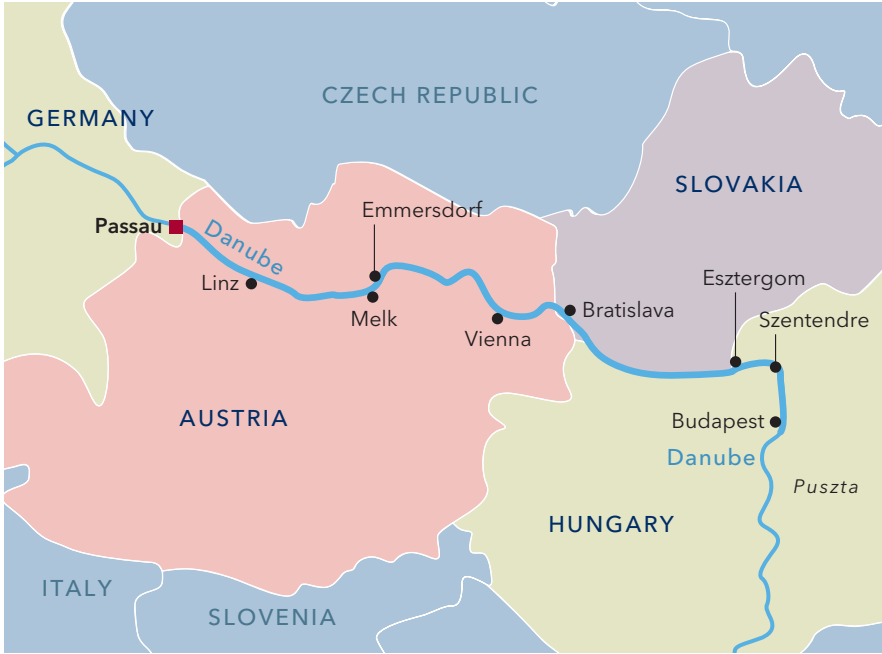 CZECH REPUBLIC
GERMANY
SLOVAKIA
Emmersdorf
Passau
Danube
Linz
Esztergom
Bratislava
Melk
Szentendre
Vienna
AUSTRIA
Budapest
Danube
Puszta
HUNGARY
ITALY
SLOVENIA